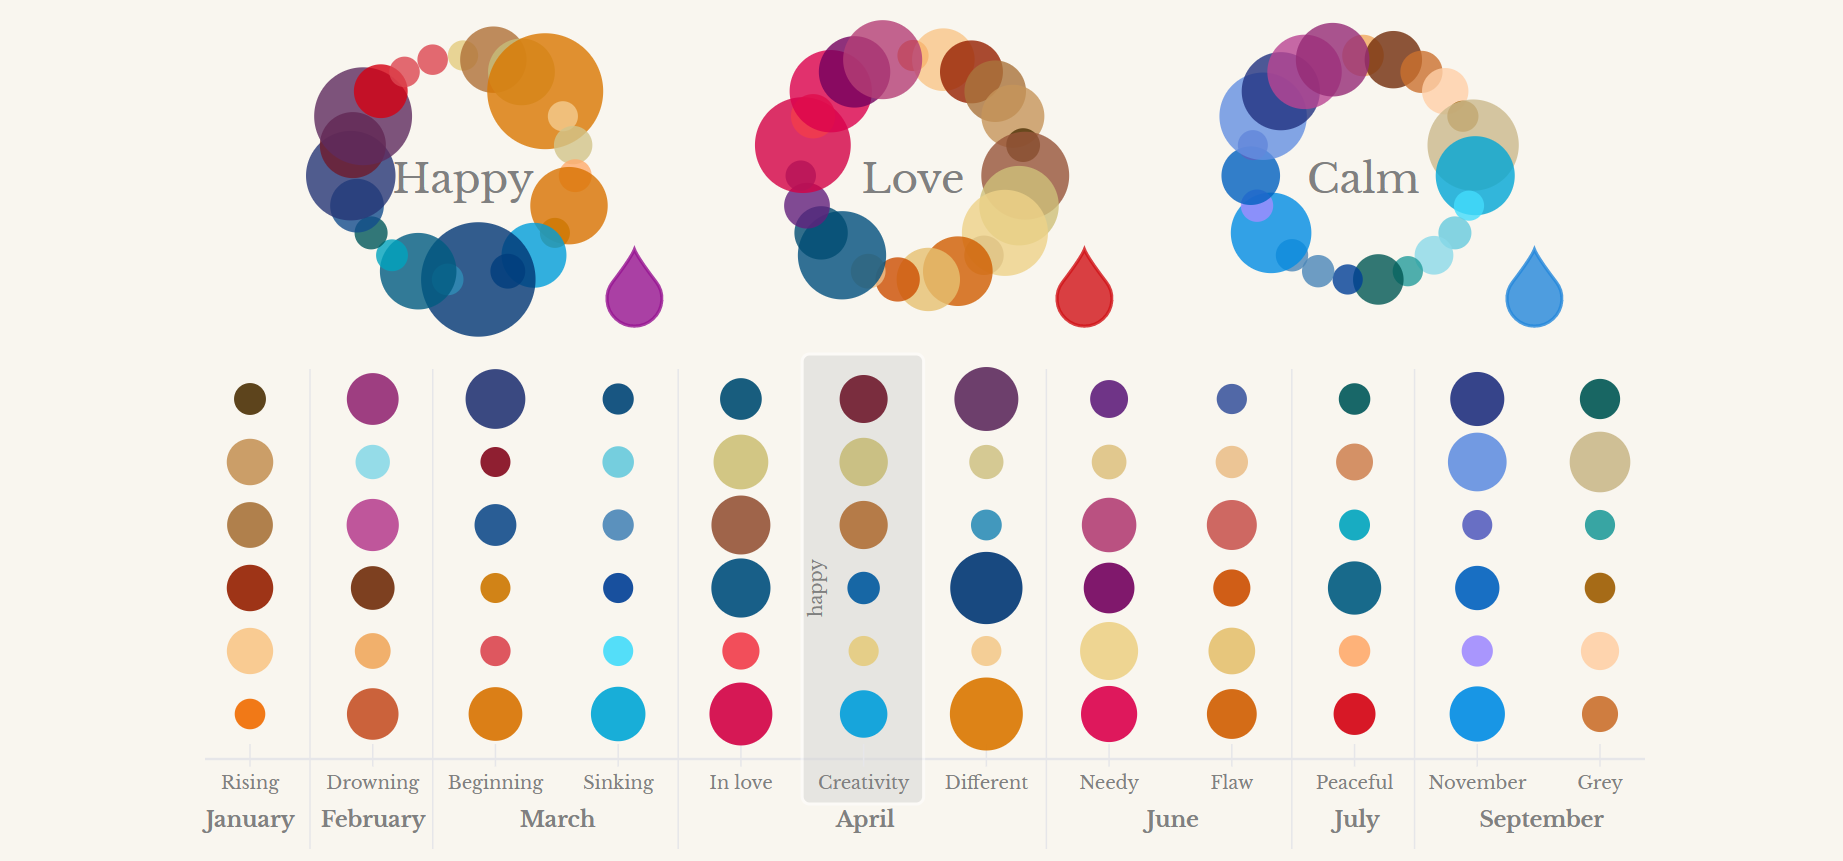 Happy
Love
Calm
happy
Rising Drowning Beginning Sinking In love Creativity Different Needy Flaw Peaceful November Grey
January February March April June July September